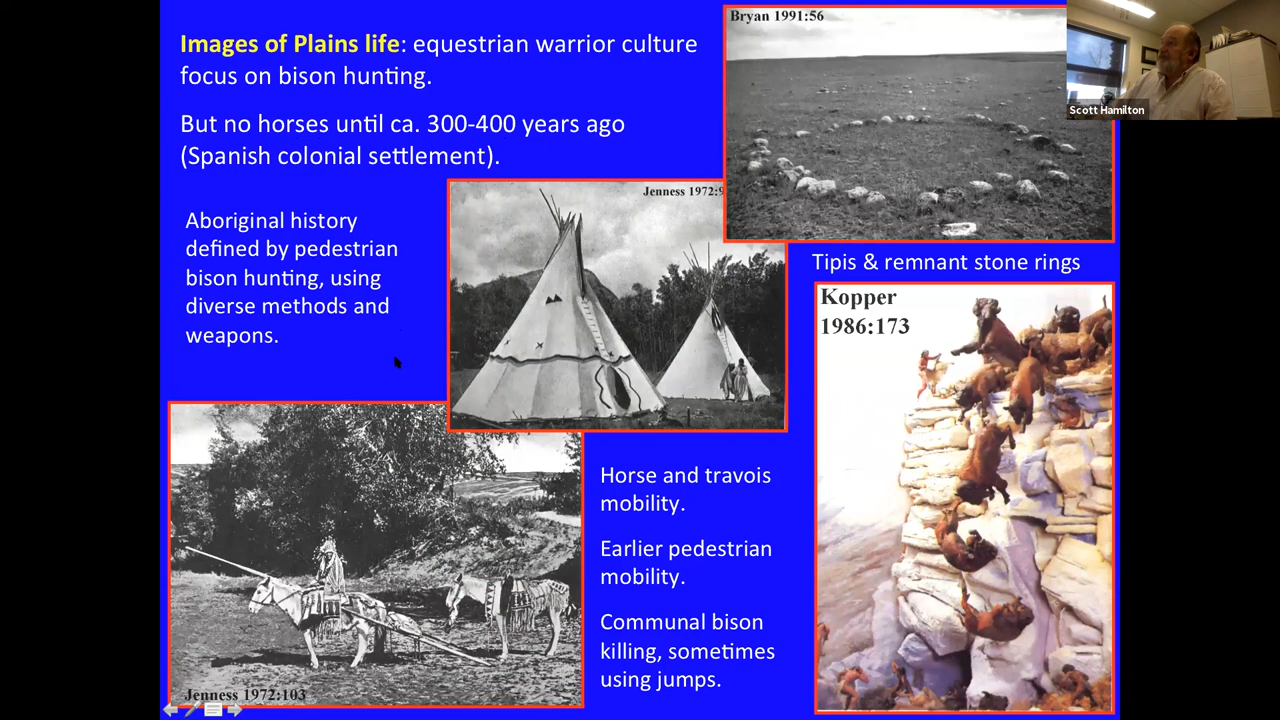 Images of Plains life: equestrian warrior culture
focus on bison hunting.
But no horses until ca. 300-400 years ago
(Spanish colonial settlement).
Bryan 1991:56
Scott Hamilton
Aboriginal history
defined by pedestrian
bison hunting, using
diverse methods and
weapons.
Jenness 1972:9
Tipis & remnant stone rings
Kopper
1986:173
Horse and travois
mobility.
Earlier pedestrian
mobility.
Communal bison
killing, sometimes
using jumps.
Jenness 1972:103